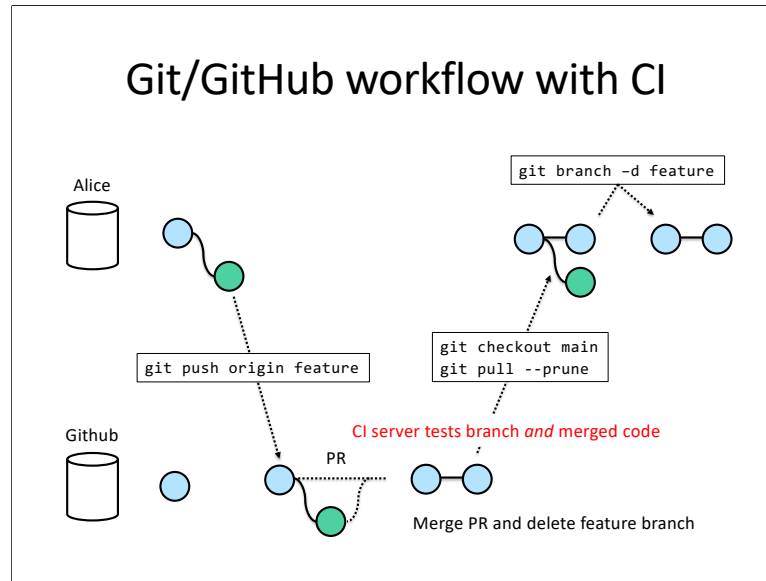 Git/GitHub workflow with CI
git branch –d feature
Alice
git push origin feature
git checkout main
git pull --prune
CI server tests branch and merged code
Github
PR
Merge PR and delete feature branch